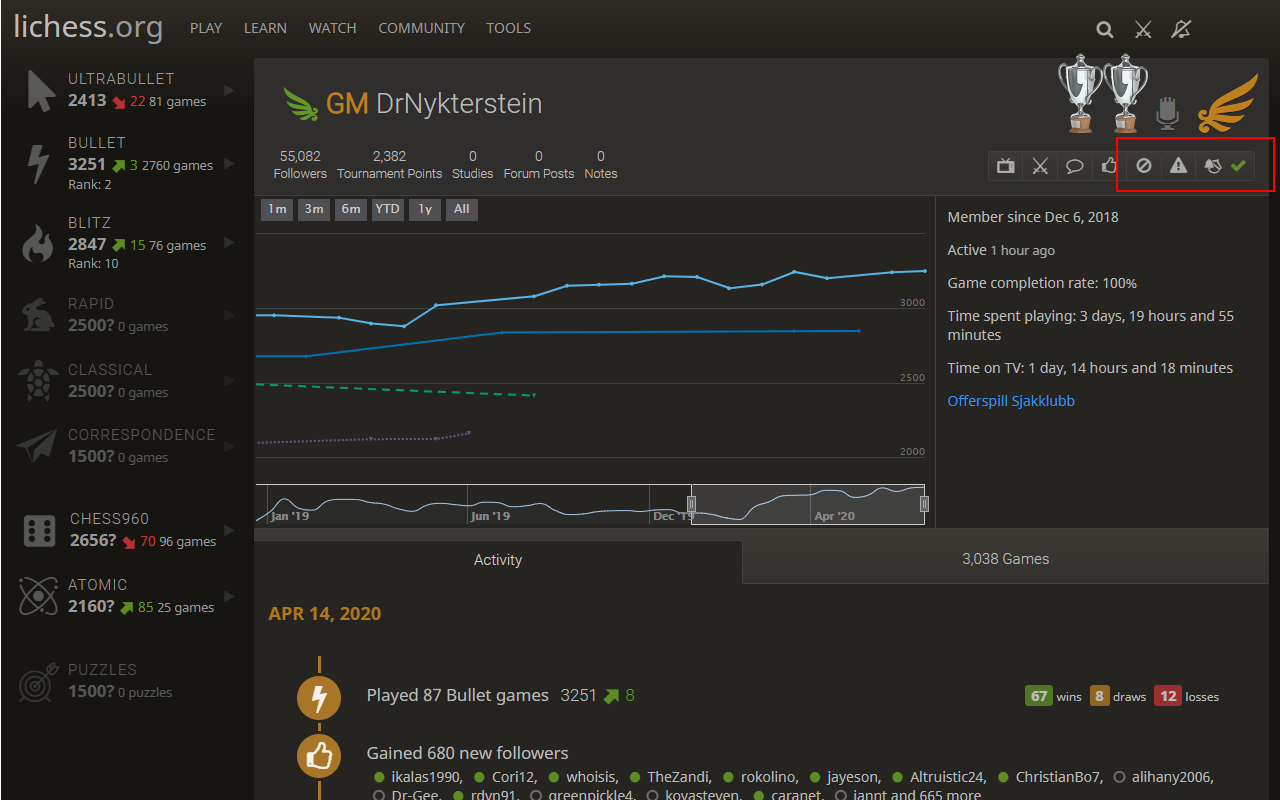 lichess.org PLAY LEARN WATCH COMMUNITY TOOLS
ULTRABULLET
2413 22 81 games
BULLET
3251 3 2760 games
Rank: 2
BLITZ
2847 15 76 games
Rank: 10
RAPID
2500? 0 games
CLASSICAL
2500? 0 games
CORRESPONDENCE
1500? 0 games
CHESS960
2656? 70 96 games
ATOMIC
2160? 85 25 games
PUZZLES
1500? 0 puzzles
GM DrNykterstein
55,082 2,382 0 0 0
Followers Tournament Points Studies Forum Posts Notes
1m 3m 6m YTD 1y All
3000
2500
2000
Jan '19 Jun '19 Dec '19 Apr '20
Member since Dec 6, 2018
Active 1 hour ago
Game completion rate: 100%
Time spent playing: 3 days, 19 hours and 55
minutes
Time on TV: 1 day, 14 hours and 18 minutes
Offerspill Sjakklubb
Activity 3,038 Games
APR 14, 2020
Played 87 Bullet games 3251 8 67 wins 8 draws 12 losses
Gained 680 new followers
ikalas1990, Cori12, whoisis, TheZandi, rokolino, jayeson, Altruistic24, ChristianBo7, alihany2006,
Dr-Gee, rdvn91, greenpickle4, kovasteven, caranet, iannt and 665 more